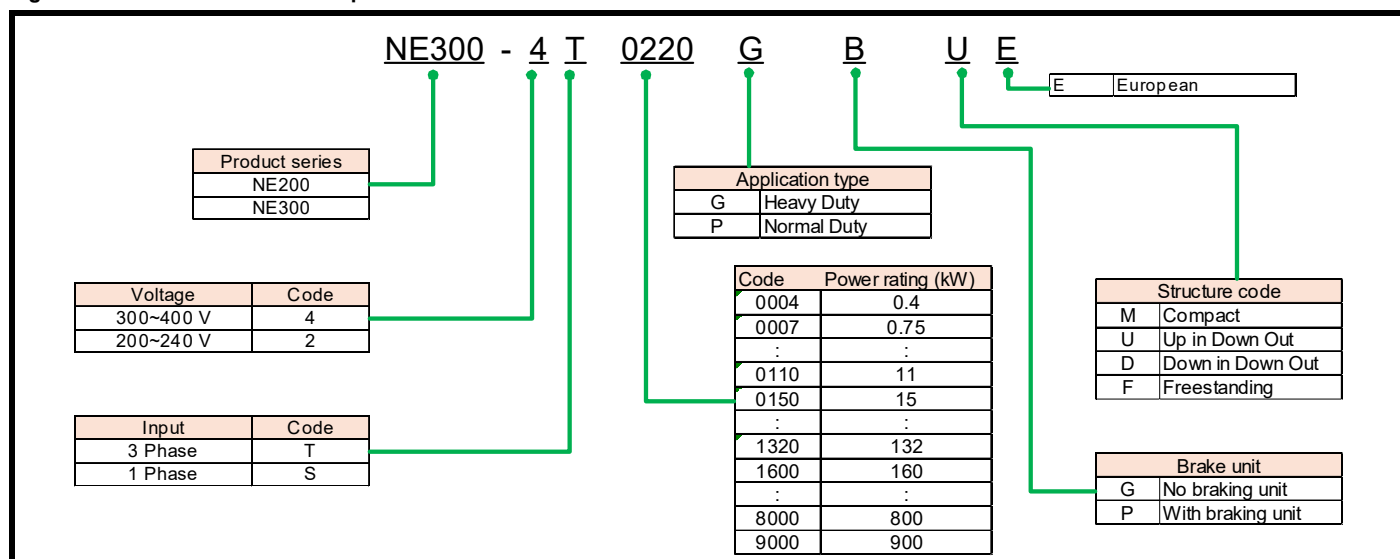 NE300 - 4 T 0220 G B U E
E European
Product series
NE200
NE300
Application type
G Heavy Duty
P Normal Duty
Voltage Code
300~400 V 4
200~240 V 2
Input Code
3 Phase T
1 Phase S
Code Power rating (kW)
0004 0.4
0007 0.75
: :
0110 11
0150 15
: :
1320 132
1600 160
: :
8000 800
9000 900
Structure code
M Compact
U Up in Down Out
D Down in Down Out
F Freestanding
Brake unit
G No braking unit
P With braking unit